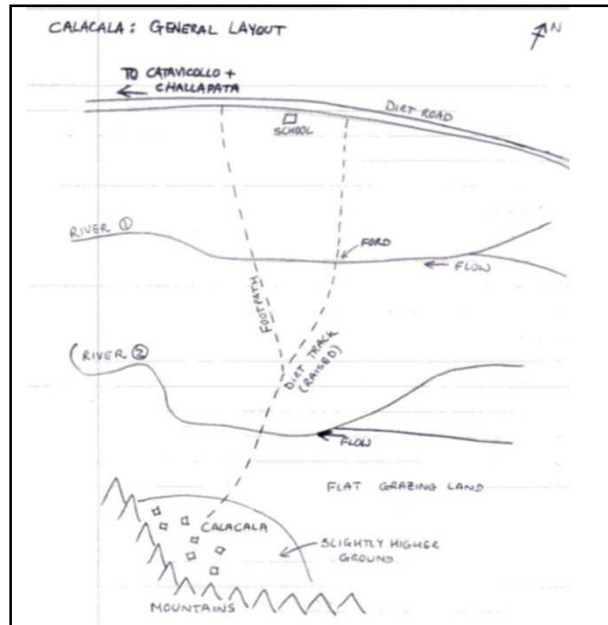 CALACALA: GENERAL LAYOUT
N
TO CATAVICOLLO +
CHALLAPATA
DIRT ROAD
SCHOOL
RIVER ①
FORD
FLOW
FOOTPATH
RIVER ②
DIRT TRACK
(RAISED)
FLOW
FLAT GRAZING LAND
CALACALA
SLIGHTLY HIGHER
GROUND
MOUNTAINS